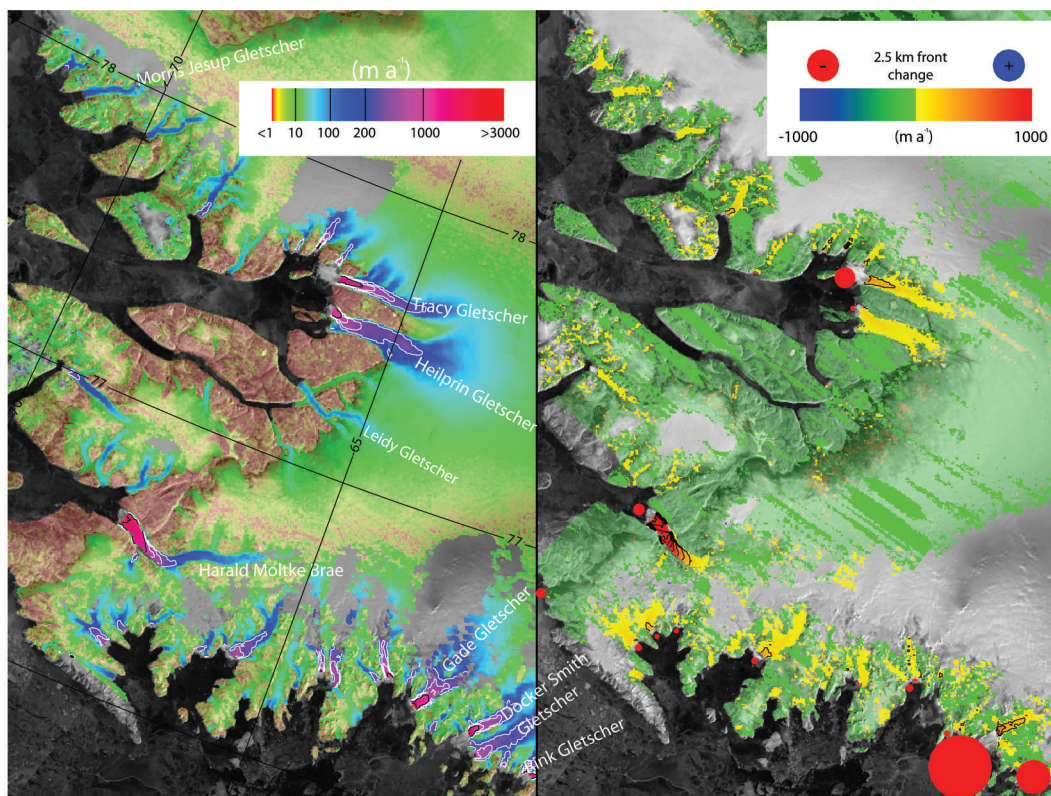 Morris Jesup Gletscher
78
70
(m a⁻¹)
<1 10 100 200 1000 >3000
78
Tracy Gletscher
Heilprin Gletscher
77
Leidy Gletscher
65
77
Harald Moltke Brae
Gade Gletscher
Docker Smith
Gletscher
Rink Gletscher
- 2.5 km front +
change
-1000 (m a⁻¹) 1000